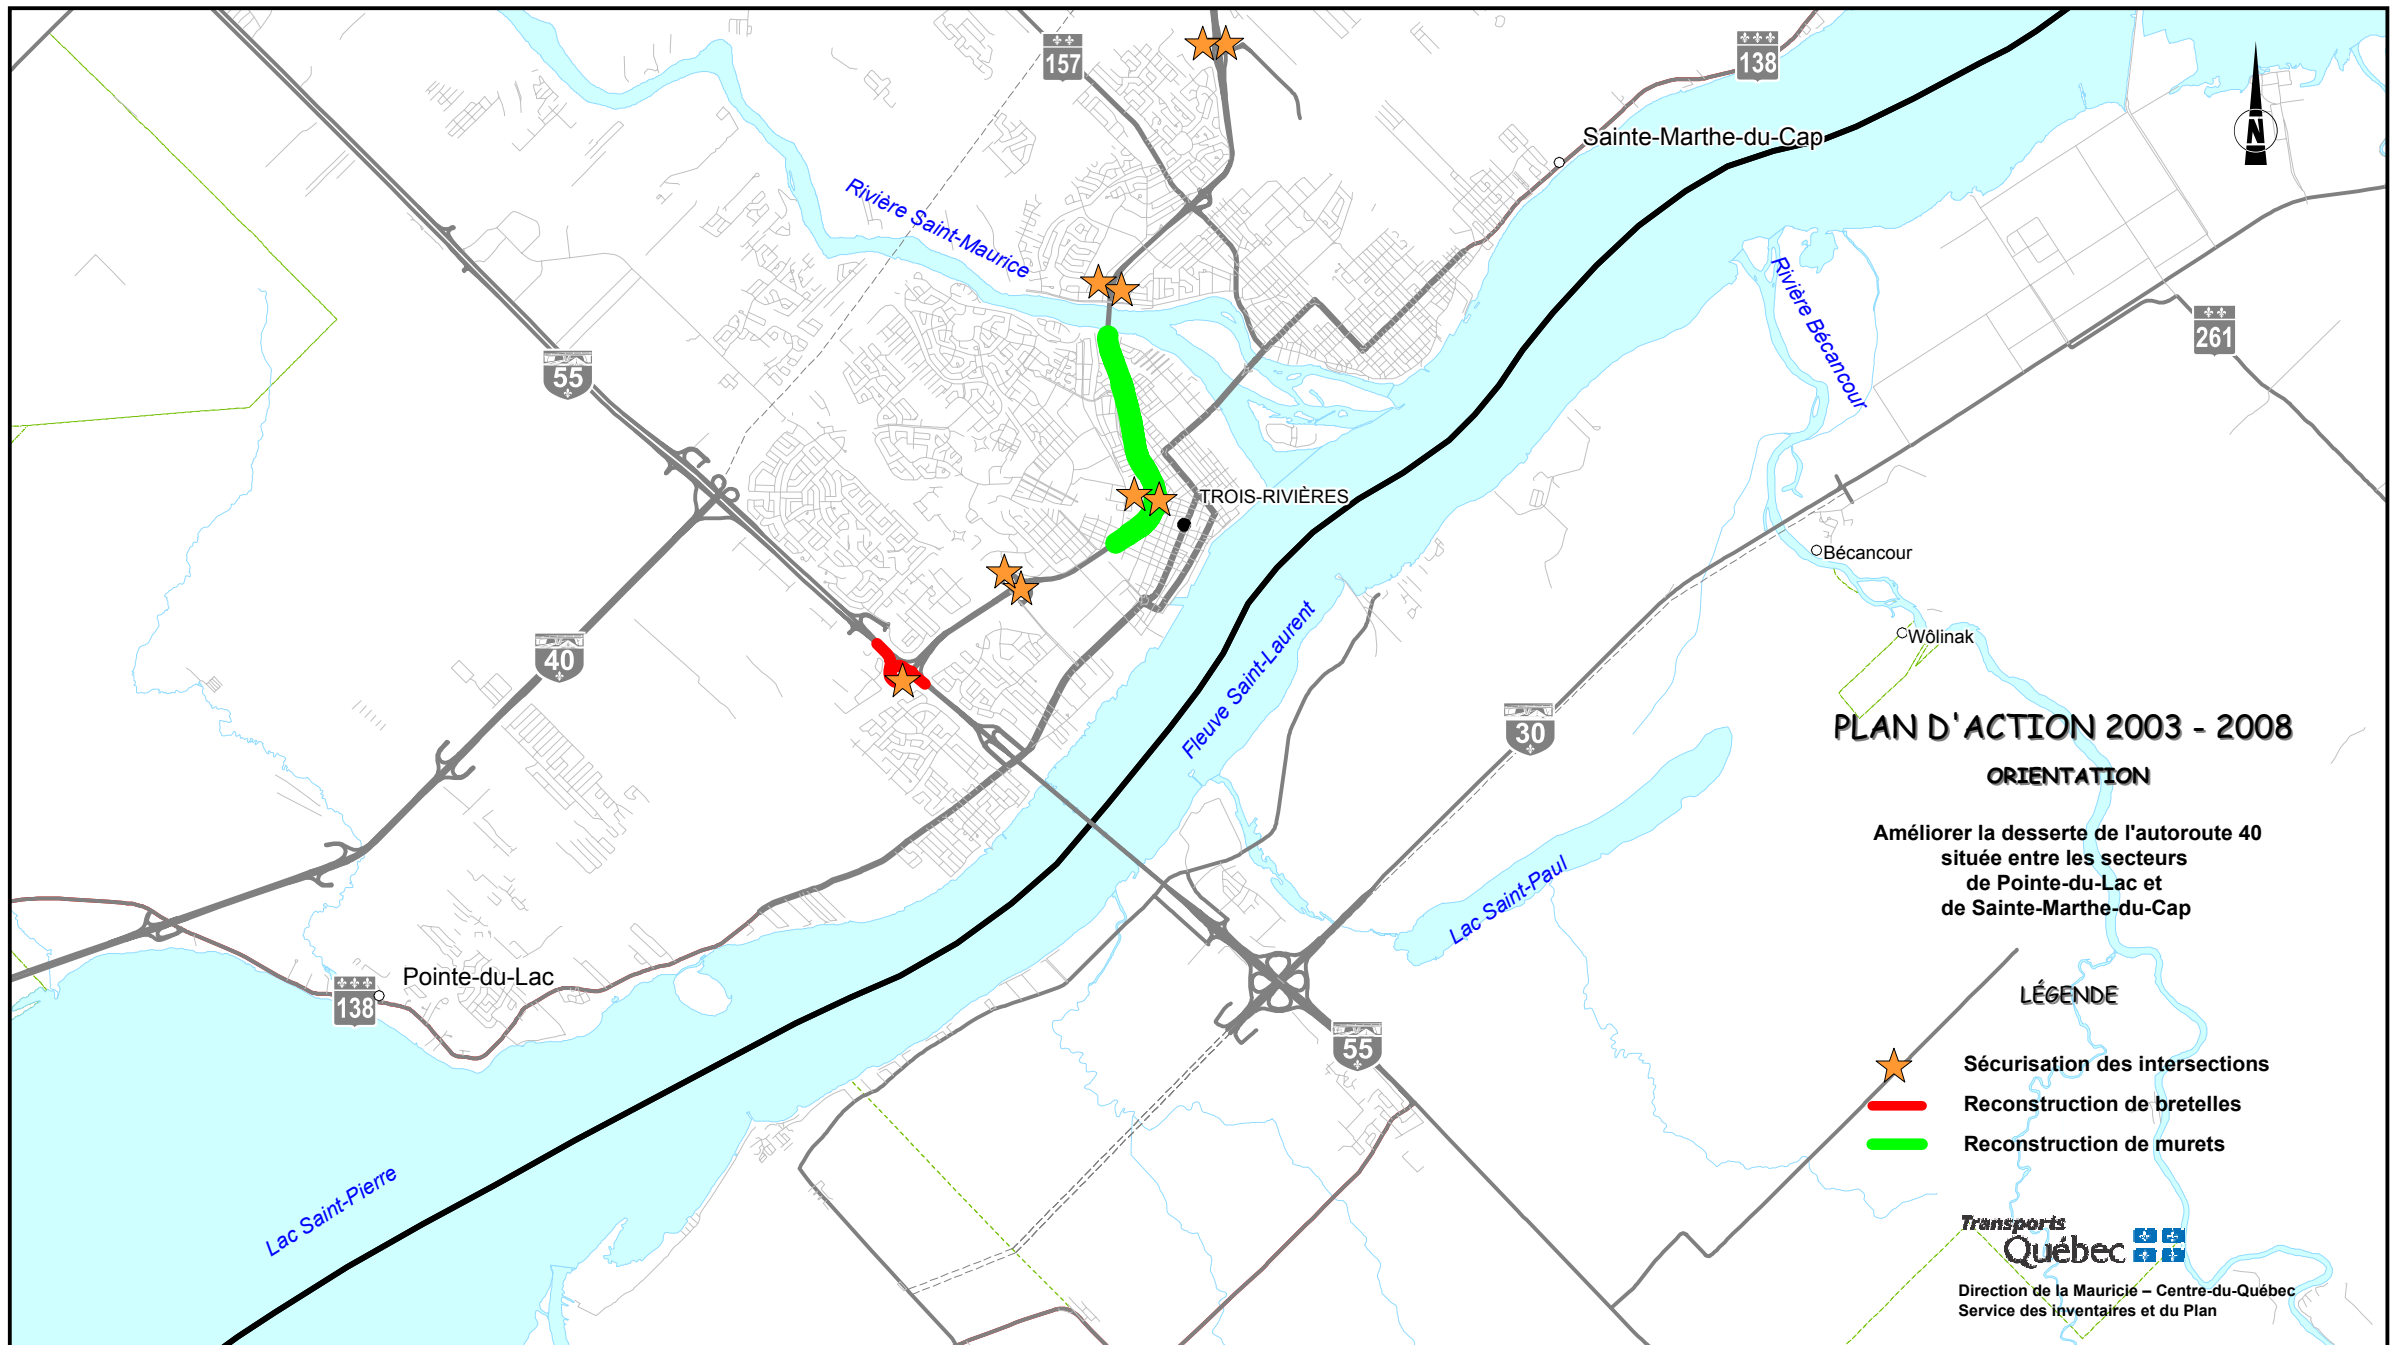 157
138
Sainte-Marthe-du-Cap
N
Rivière Saint-Maurice
Rivière Bécancour
261
55
TROIS-RIVIÈRES
Bécancour
Wôlinak
40
Fleuve Saint-Laurent
30
PLAN D'ACTION 2003 - 2008
ORIENTATION
Améliorer la desserte de l'autoroute 40
située entre les secteurs
de Pointe-du-Lac et
de Sainte-Marthe-du-Cap
Lac Saint-Paul
Pointe-du-Lac
138
LÉGENDE
55
Sécurisation des intersections
Reconstruction de bretelles
Reconstruction de murets
Lac Saint-Pierre
Transports
Québec
Direction de la Mauricie – Centre-du-Québec
Service des inventaires et du Plan